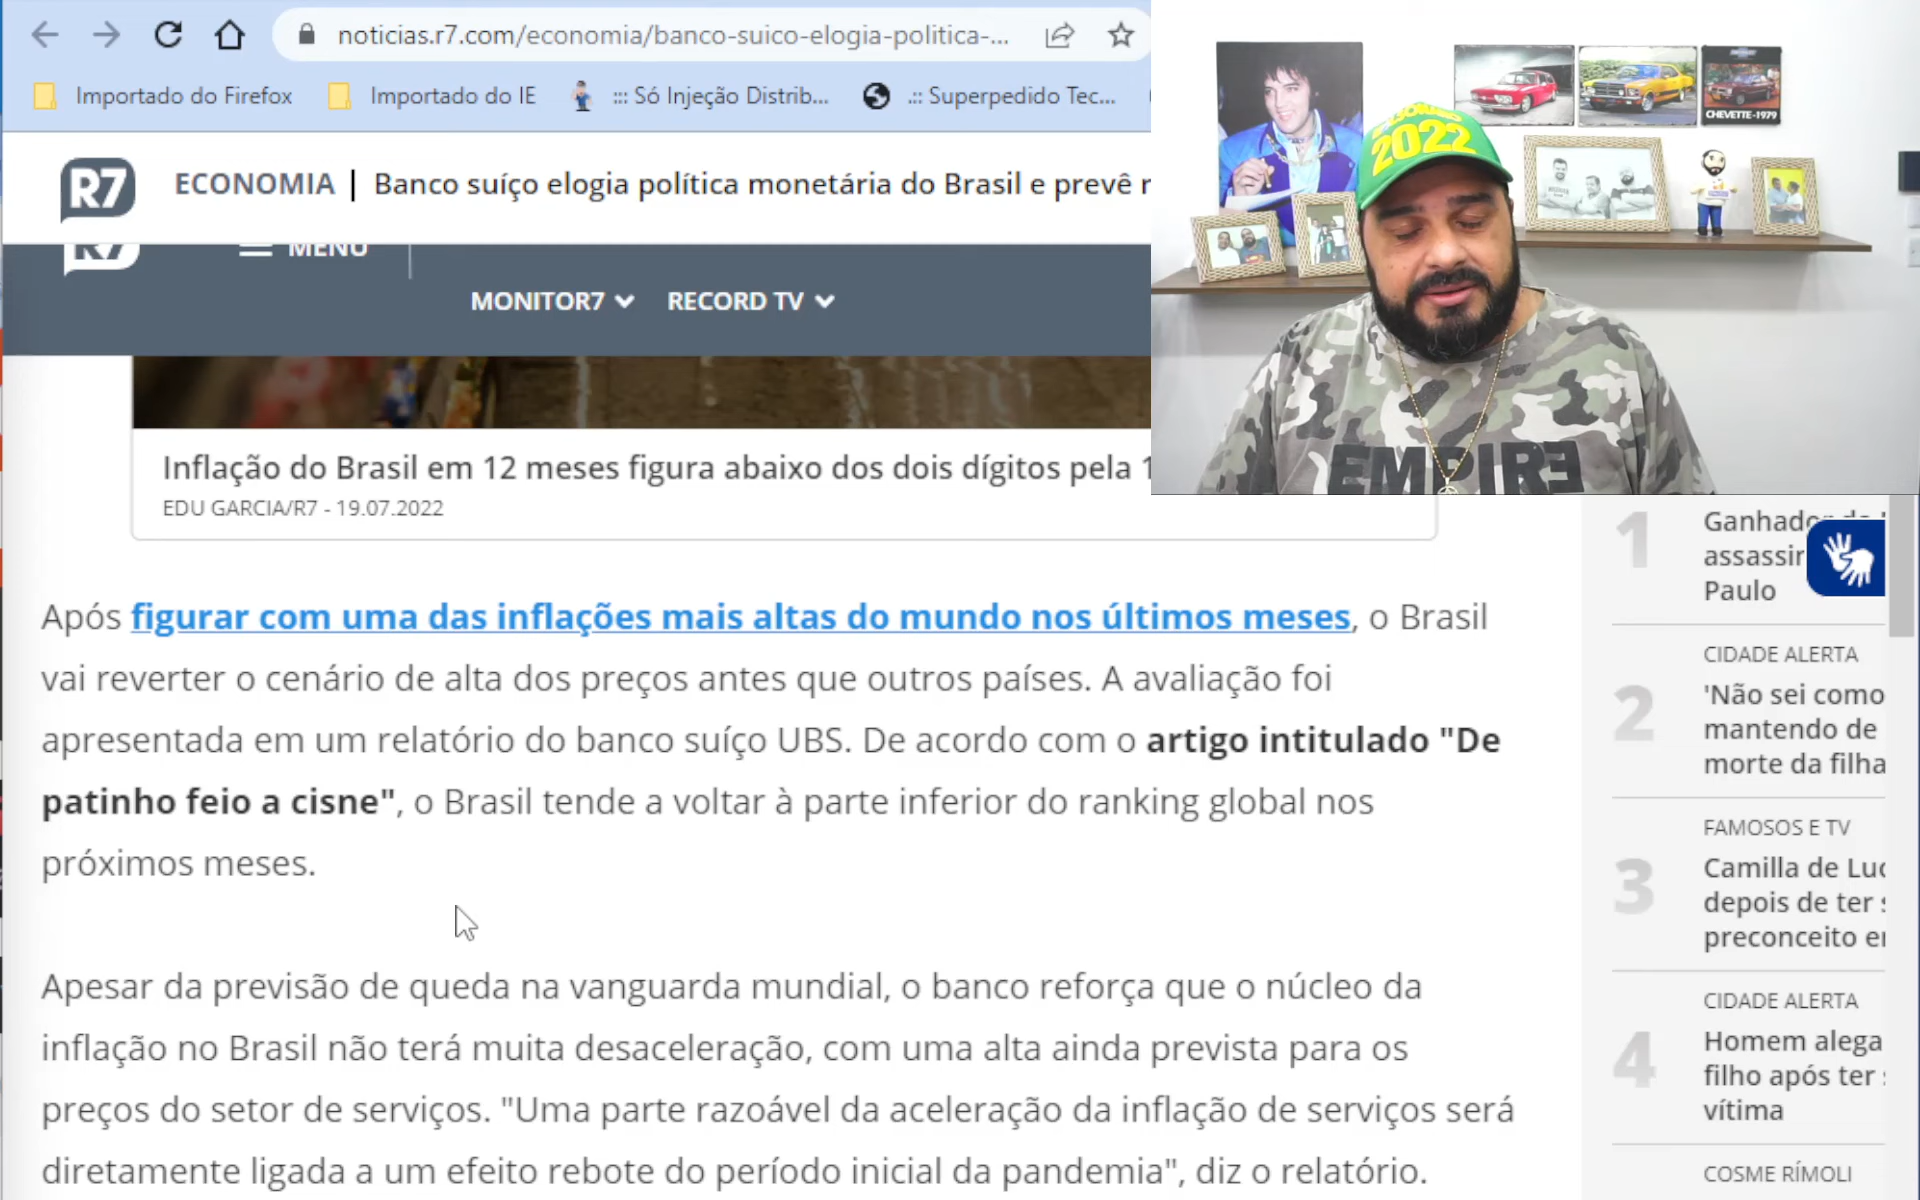 noticias.r7.com/economia/banco-suico-elogia-politica-...
Importado do Firefox
Importado do IE
::: Só Injeção Distrib...
.:: Superpedido Tec...
R7
ECONOMIA | Banco suíço elogia política monetária do Brasil e prevê r
R7
MENU
MONITOR7
RECORD TV
2022
CHEVETTE-1979
EMPIRE
Inflação do Brasil em 12 meses figura abaixo dos dois dígitos pela 1
EDU GARCIA/R7 - 19.07.2022
Após figurar com uma das inflações mais altas do mundo nos últimos meses, o Brasil
vai reverter o cenário de alta dos preços antes que outros países. A avaliação foi
apresentada em um relatório do banco suíço UBS. De acordo com o artigo intitulado "De
patinho feio a cisne", o Brasil tende a voltar à parte inferior do ranking global nos
próximos meses.
Apesar da previsão de queda na vanguarda mundial, o banco reforça que o núcleo da
inflação no Brasil não terá muita desaceleração, com uma alta ainda prevista para os
preços do setor de serviços. "Uma parte razoável da aceleração da inflação de serviços será
diretamente ligada a um efeito rebote do período inicial da pandemia", diz o relatório.
1
Ganhador
assassin
Paulo
2
CIDADE ALERTA
'Não sei como
mantendo de
morte da filha
3
FAMOSOS E TV
Camilla de Luc
depois de ter
preconceito
4
CIDADE ALERTA
Homem alega
filho após ter
vítima
COSME RÍMOLI